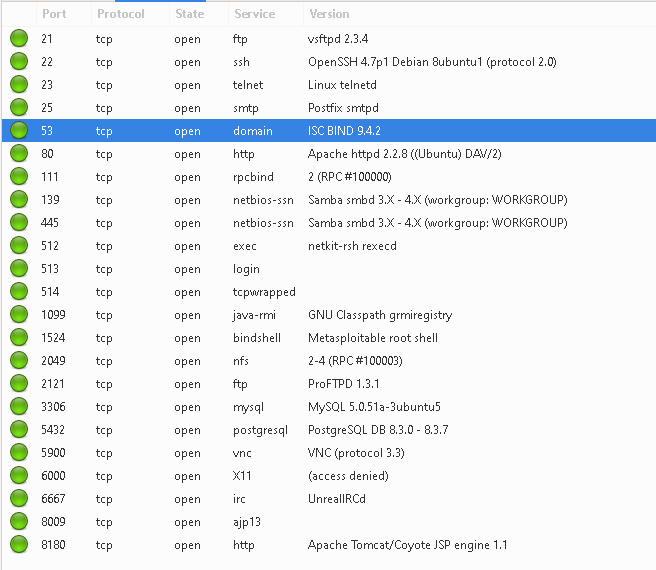 Port Protocol State Service Version
21 tcp open ftp vsftpd 2.3.4
22 tcp open ssh OpenSSH 4.7p1 Debian 8ubuntu1 (protocol 2.0)
23 tcp open telnet Linux telnetd
25 tcp open smtp Postfix smtpd
53 tcp open domain ISC BIND 9.4.2
80 tcp open http Apache httpd 2.2.8 ((Ubuntu) DAV/2)
111 tcp open rpcbind 2 (RPC #100000)
139 tcp open netbios-ssn Samba smbd 3.X - 4.X (workgroup: WORKGROUP)
445 tcp open netbios-ssn Samba smbd 3.X - 4.X (workgroup: WORKGROUP)
512 tcp open exec netkit-rsh rexecd
513 tcp open login
514 tcp open tcpwrapped
1099 tcp open java-rmi GNU Classpath grmiregistry
1524 tcp open bindshell Metasploitable root shell
2049 tcp open nfs 2-4 (RPC #100003)
2121 tcp open ftp ProFTPD 1.3.1
3306 tcp open mysql MySQL 5.0.51a-3ubuntu5
5432 tcp open postgresql PostgreSQL DB 8.3.0 - 8.3.7
5900 tcp open vnc VNC (protocol 3.3)
6000 tcp open X11 (access denied)
6667 tcp open irc UnrealIRCd
8009 tcp open ajp13
8180 tcp open http Apache Tomcat/Coyote JSP engine 1.1